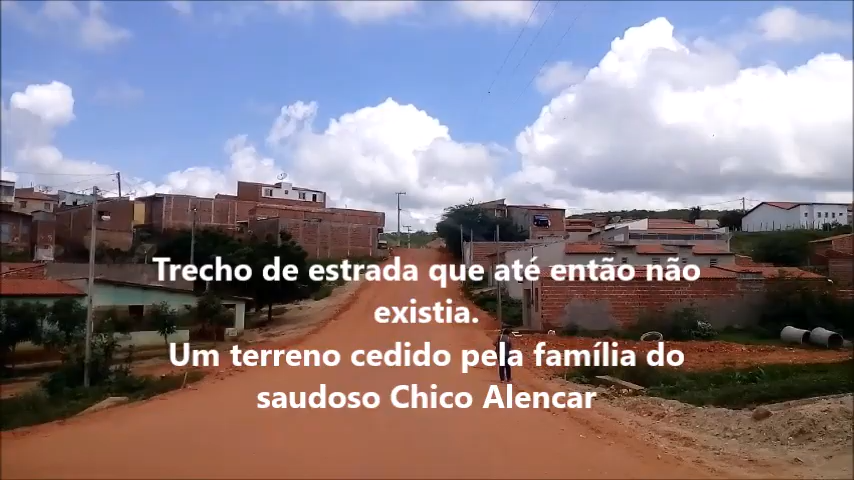 Trecho de estrada que até então não
existia.
Um terreno cedido pela família do
saudoso Chico Alencar